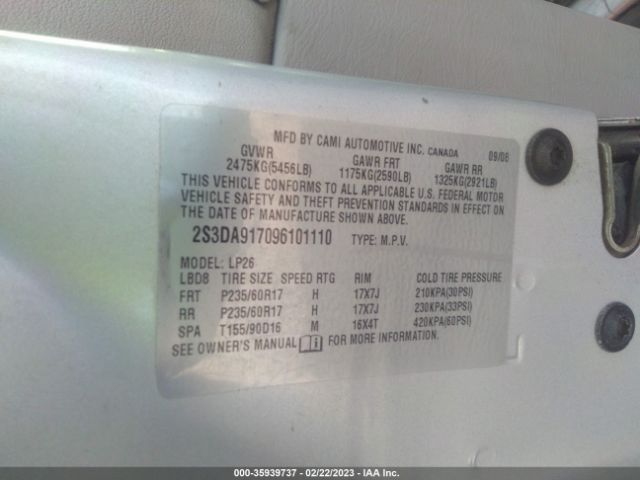 MFD BY CAMI AUTOMOTIVE INC. CANADA 09/08
GVWR GAWR FRT GAWR RR
2475KG(5456LB) 1175KG(2590LB) 1325KG(2921LB)
THIS VEHICLE CONFORMS TO ALL APPLICABLE U.S. FEDERAL MOTOR
VEHICLE SAFETY AND THEFT PREVENTION STANDARDS IN EFFECT ON
THE DATE OF MANUFACTURE SHOWN ABOVE.
2S3DA917096101110 TYPE: M.P.V.
MODEL: LP26
LBD8 TIRE SIZE SPEED RTG RIM COLD TIRE PRESSURE
FRT P235/60R17 H 17X7J 210KPA(30PSI)
RR P235/60R17 H 17X7J 230KPA(33PSI)
SPA T155/90D16 M 16X4T 420KPA(60PSI)
SEE OWNER'S MANUAL FOR MORE INFORMATION.
000-35939737 - 02/22/2023 - IAA Inc.